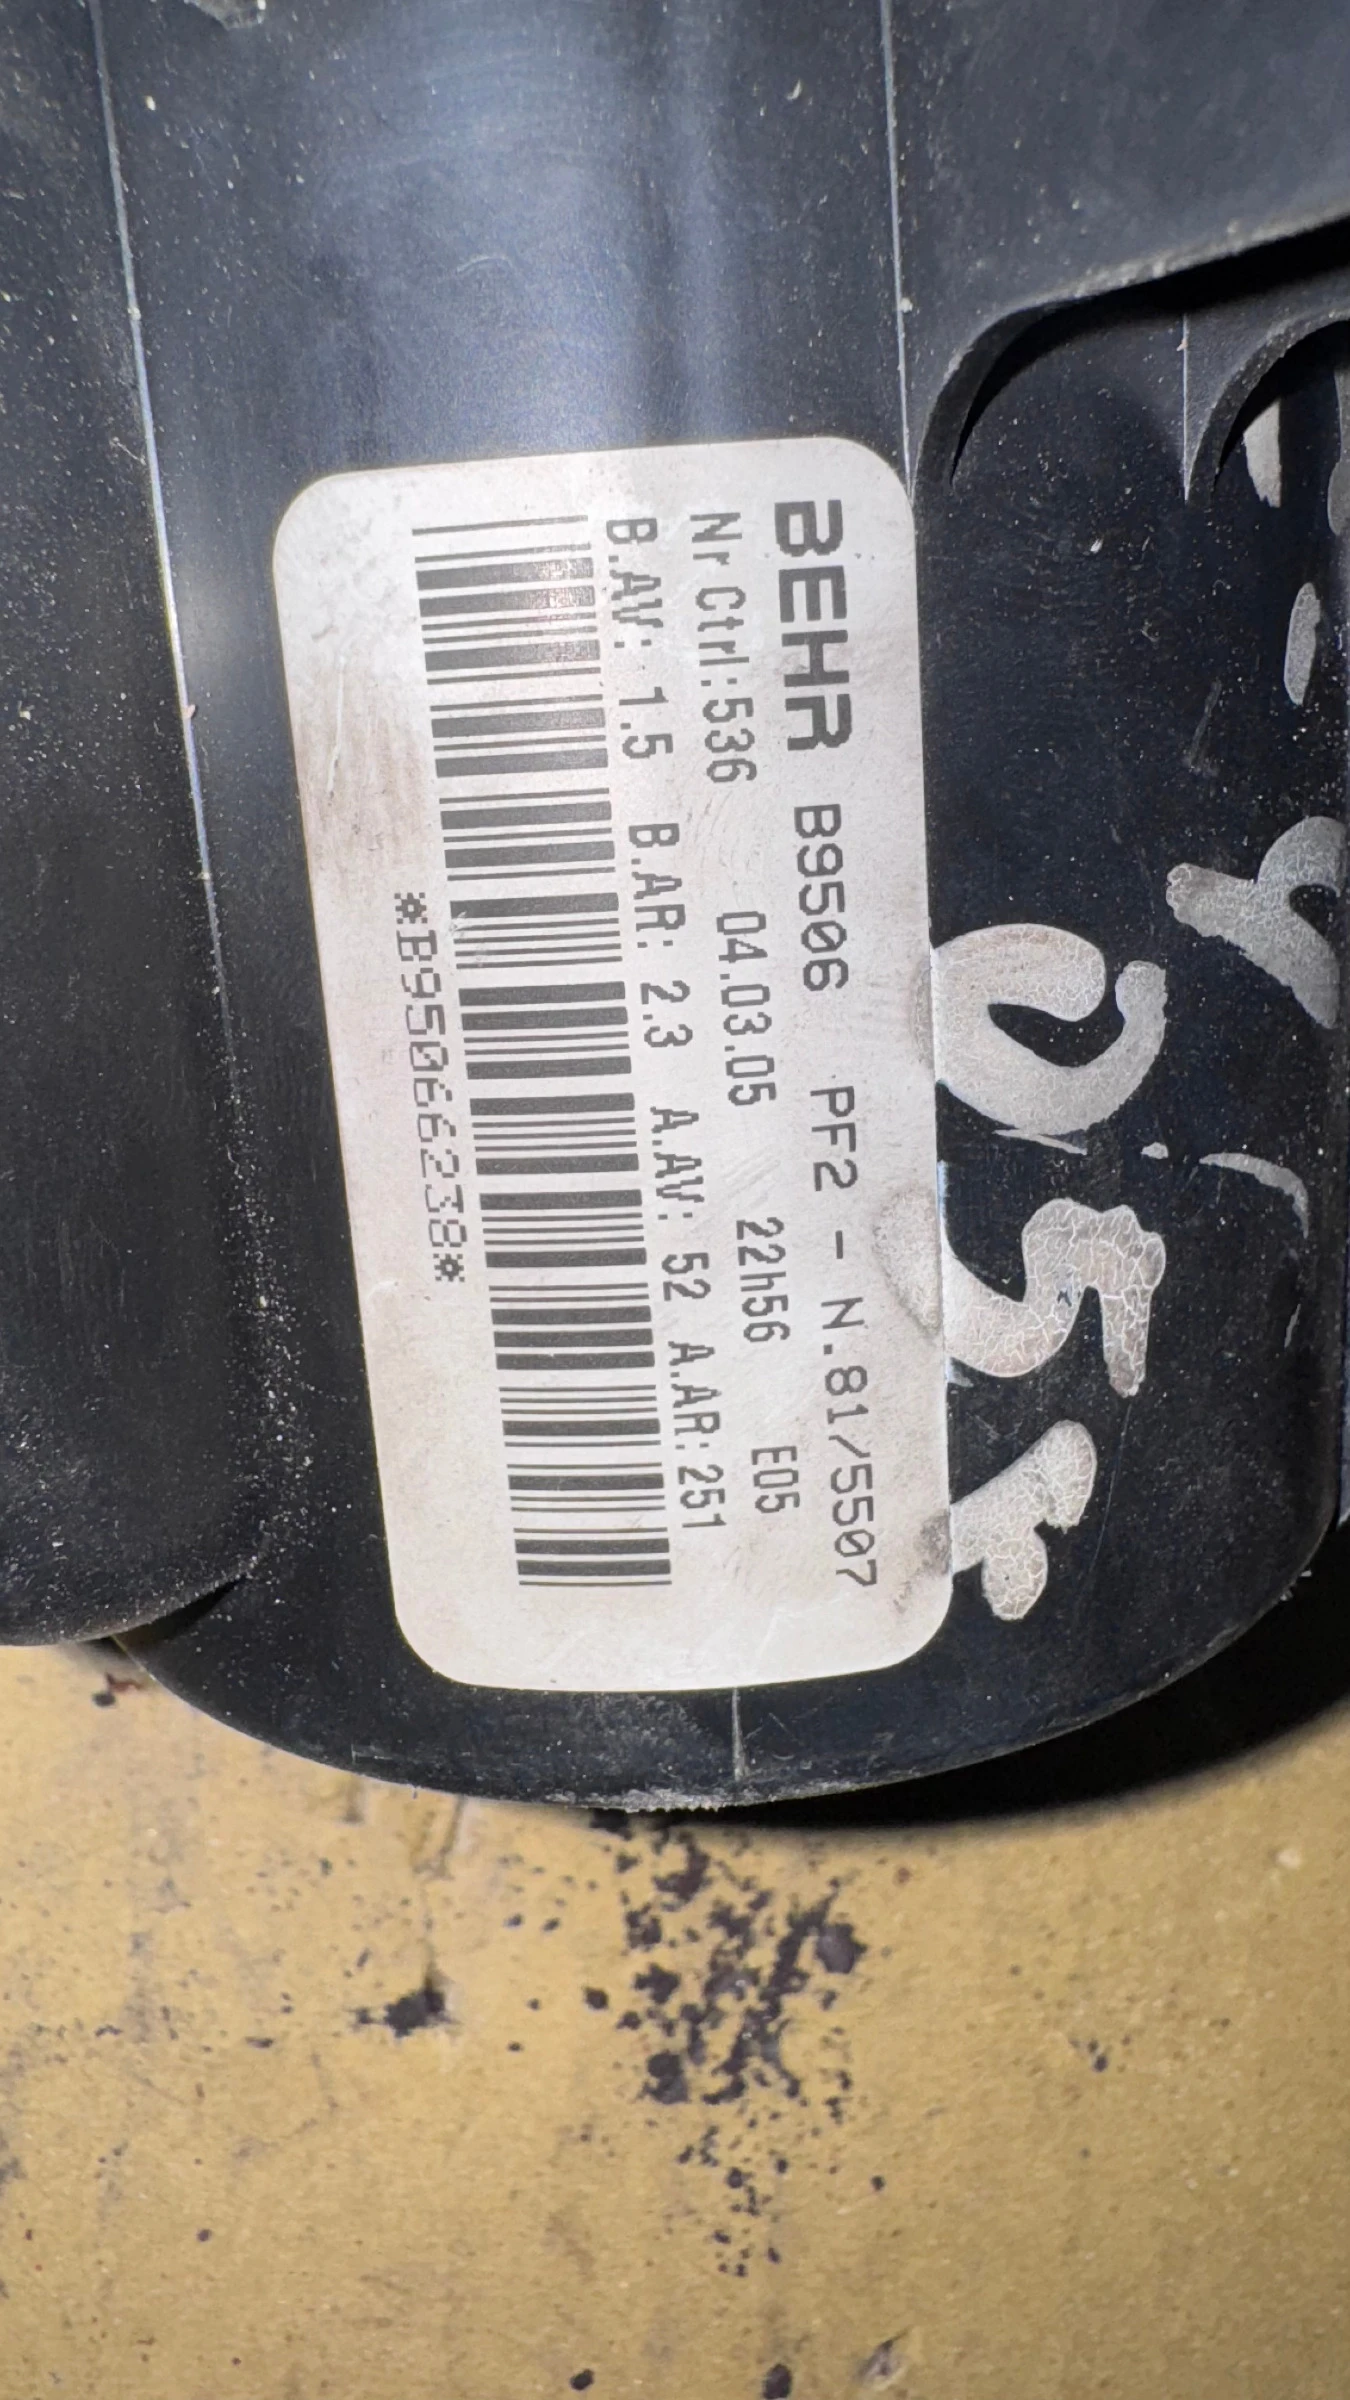 BEHR B9506 PF2 - N.81/5507
Nr Ctrl:536 04.03.05 22h56 E05
B.AV: 1.5 B.AR: 2.3 A.AV: 52 A.AR:251
*B95066238*